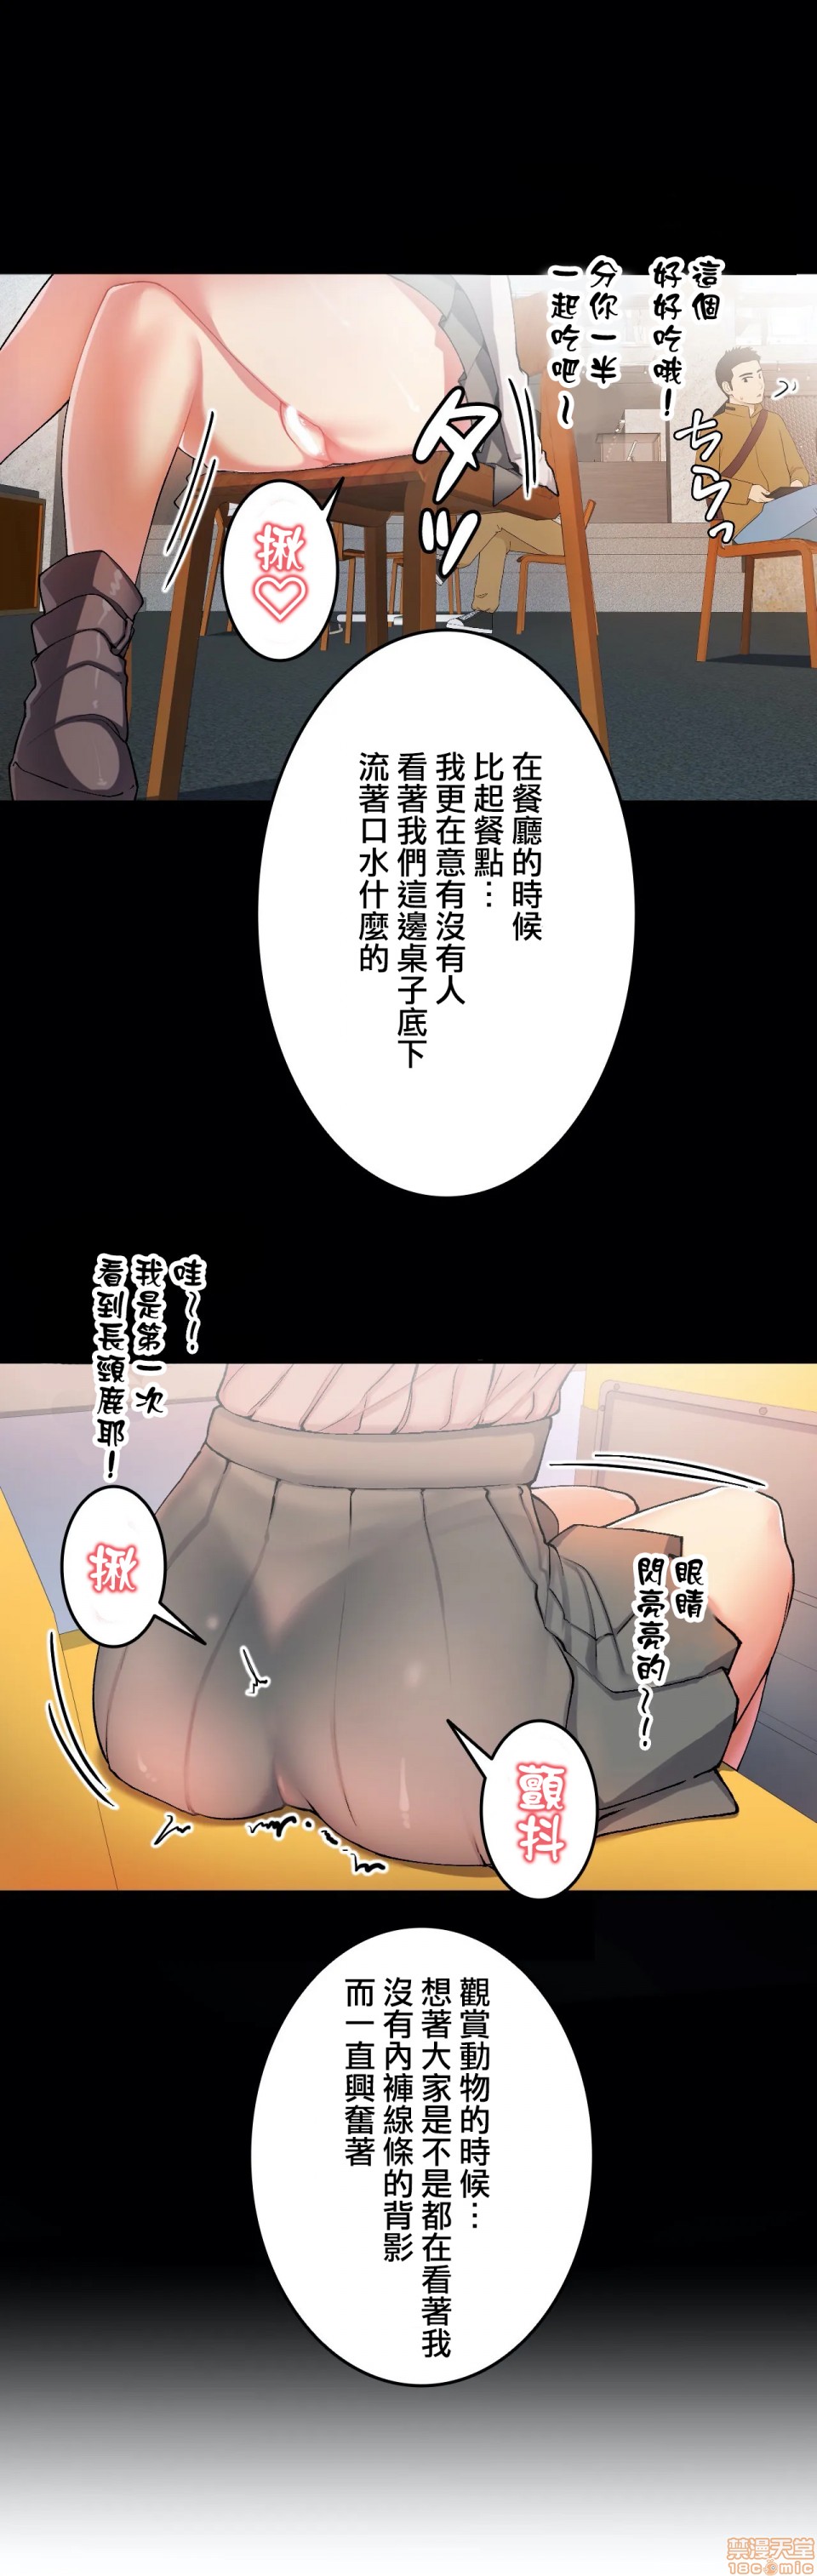 這個
好好吃哦！
分你一半
一起吃吧～
ちらっ
タッ
揪♡
在餐廳的時候
比起餐點…
我更在意有沒有人
看著我們這邊桌子底下
流著口水什麼的
哇～！
我是第一次
看到長頸鹿耶！
揪
眼睛
閃亮亮的～！
顫抖
觀賞動物的時候…
想著大家是不是都在看著我
沒有內褲線條的背影
而一直興奮著
禁漫天堂
18comic